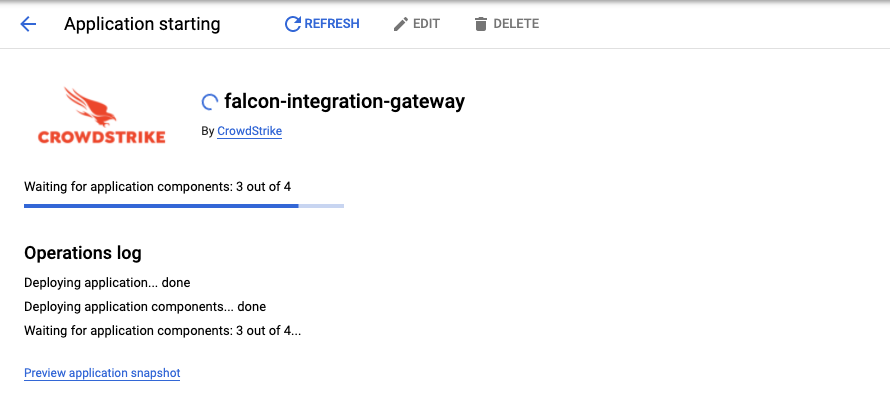 Application starting
REFRESH
EDIT
DELETE
CROWDSTRIKE
falcon-integration-gateway
By CrowdStrike
Waiting for application components: 3 out of 4
Operations log
Deploying application... done
Deploying application components... done
Waiting for application components: 3 out of 4...
Preview application snapshot